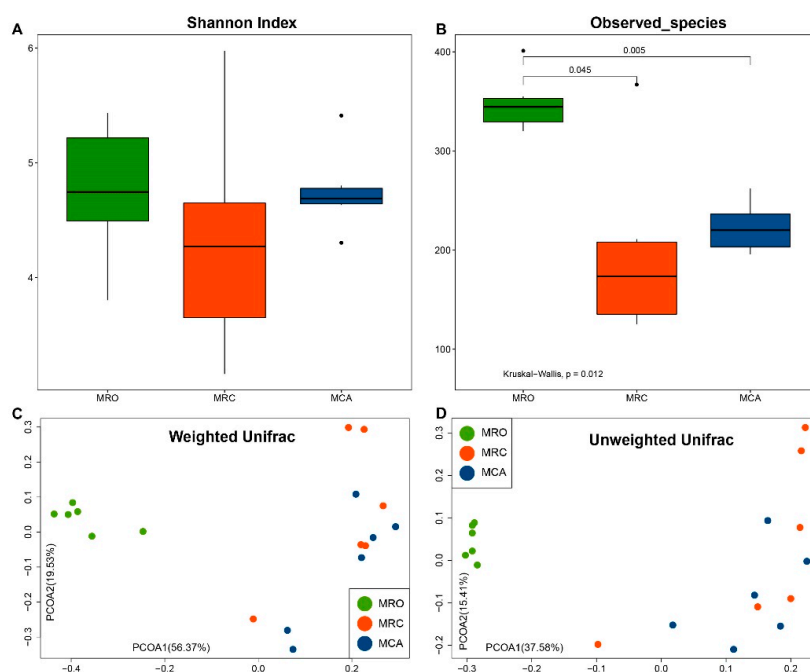 A
Shannon Index
6
5
4
MRO
MRC
MCA
B
Observed_species
400
300
200
100
0.005
0.045
Kruskal−Wallis, p = 0.012
MRO
MRC
MCA
C
Weighted Unifrac
0.3
0.2
0.1
0.0
−0.1
−0.2
−0.3
PCOA2(19.53%)
PCOA1(56.37%)
MRO
MRC
MCA
−0.4
−0.2
0.0
0.2
D
Unweighted Unifrac
MRO
MRC
MCA
0.3
0.2
0.1
0.0
−0.1
−0.2
PCOA2(15.41%)
PCOA1(37.58%)
−0.3
−0.2
−0.1
0.0
0.1
0.2